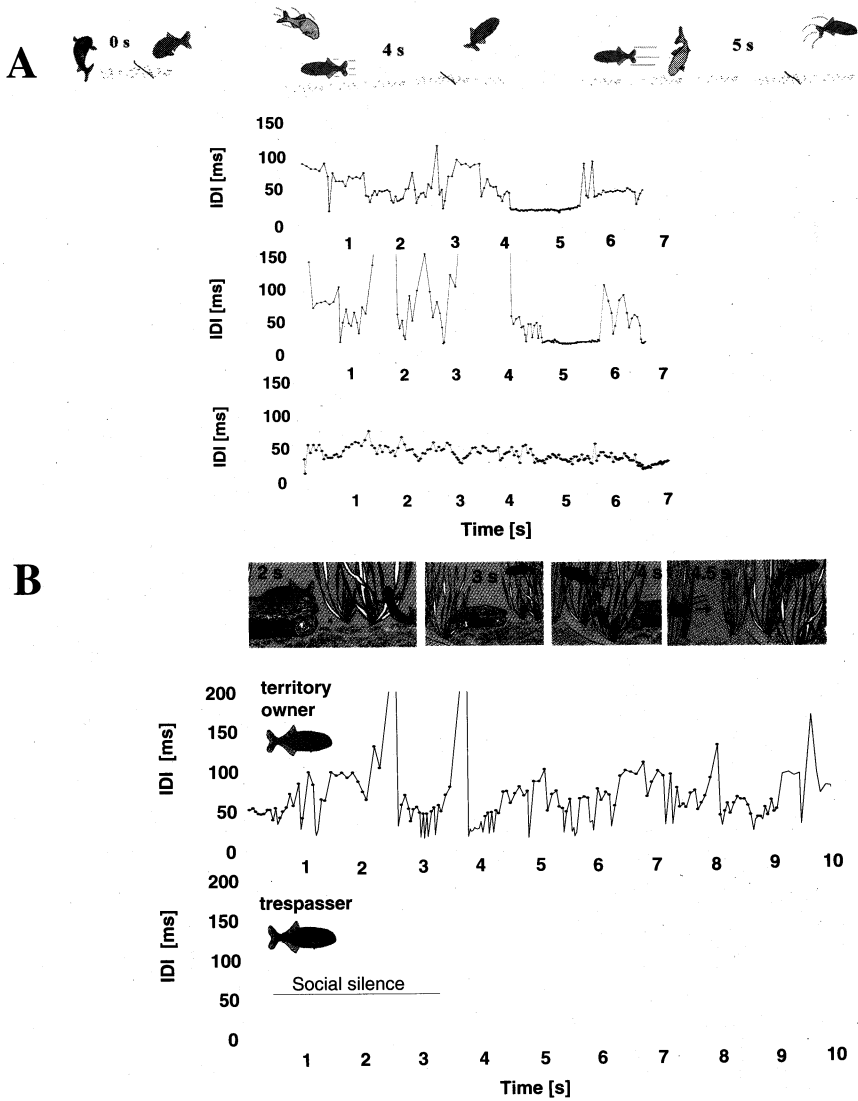 A
0 s
4 s
5 s
150
100
50
0
IDI [ms]
1 2 3 4 5 6 7
150
100
50
0
IDI [ms]
1 2 3 4 5 6 7
150
100
50
0
IDI [ms]
1 2 3 4 5 6 7
Time [s]
B
2 s
3 s
4 s
4.5 s
200
150
100
50
0
IDI [ms]
territory
owner
1 2 3 4 5 6 7 8 9 10
200
150
100
50
0
IDI [ms]
trespasser
Social silence
1 2 3 4 5 6 7 8 9 10
Time [s]